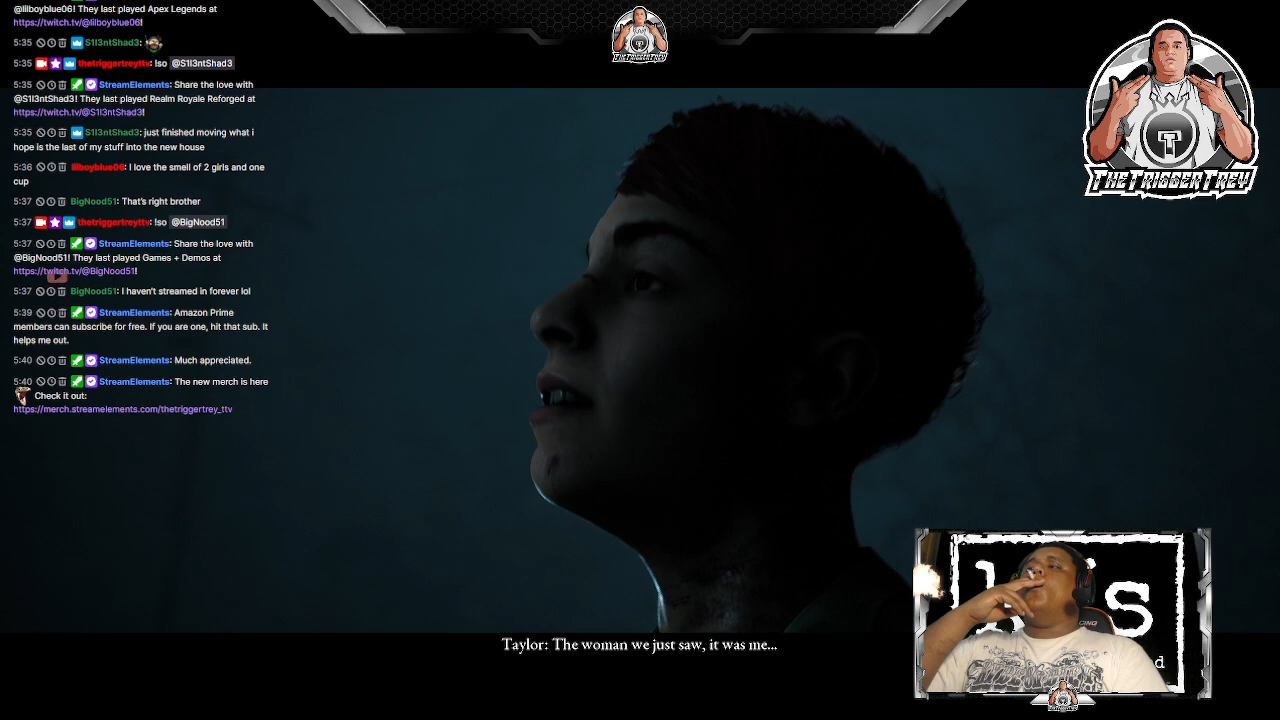 @lilboyblue06! They last played Apex Legends at
https://twitch.tv/@lilboyblue06!
5:35 S1l3ntShad3:
5:35 thetriggertreyttv: !so @S1l3ntShad3
5:35 StreamElements: Share the love with
@S1l3ntShad3! They last played Realm Royale Reforged at
https://twitch.tv/@S1l3ntShad3!
5:35 S1l3ntShad3: just finished moving what i
hope is the last of my stuff into the new house
5:36 lilboyblue06: I love the smell of 2 girls and one
cup
5:37 BigNood51: That's right brother
5:37 thetriggertreyttv: !so @BigNood51
5:37 StreamElements: Share the love with
@BigNood51! They last played Games + Demos at
https://twitch.tv/@BigNood51!
5:37 BigNood51: I haven't streamed in forever lol
5:39 StreamElements: Amazon Prime
members can subscribe for free. If you are one, hit that sub. It
helps me out.
5:40 StreamElements: Much appreciated.
5:40 StreamElements: The new merch is here
Check it out:
https://merch.streamelements.com/thetriggertrey_ttv
THETRIGGERTREY
T
THETRIGGERTREY
Taylor: The woman we just saw, it was me...